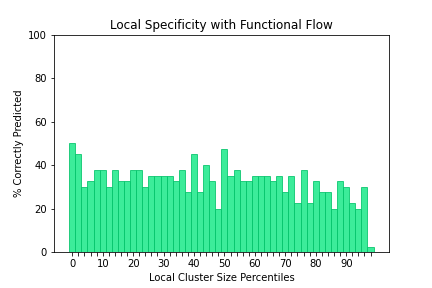 Local Specificity with Functional Flow
100
80
60
40
20
0
% Correctly Predicted
0 10 20 30 40 50 60 70 80 90
Local Cluster Size Percentiles